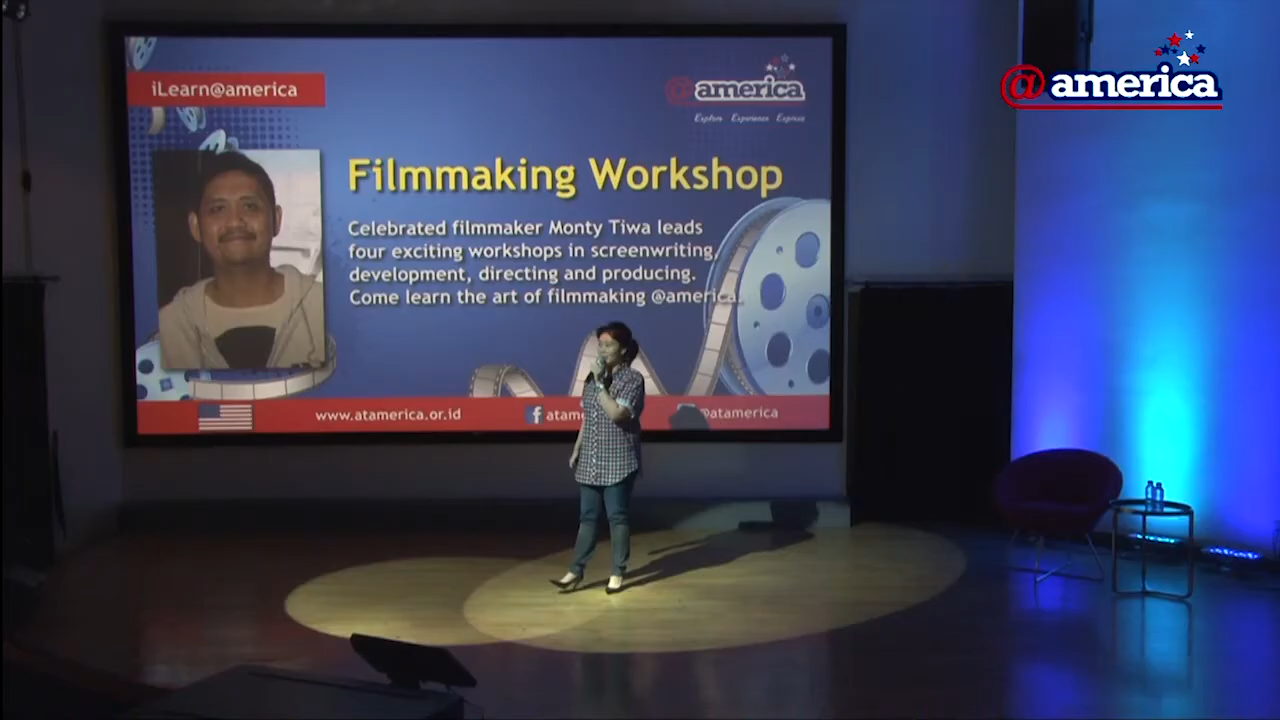 iLearn@america
@america
Explore Experience Express
Filmmaking Workshop
Celebrated filmmaker Monty Tiwa leads
four exciting workshops in screenwriting,
development, directing and producing.
Come learn the art of filmmaking @america.
www.atamerica.or.id
f atam
@atamerica
@america